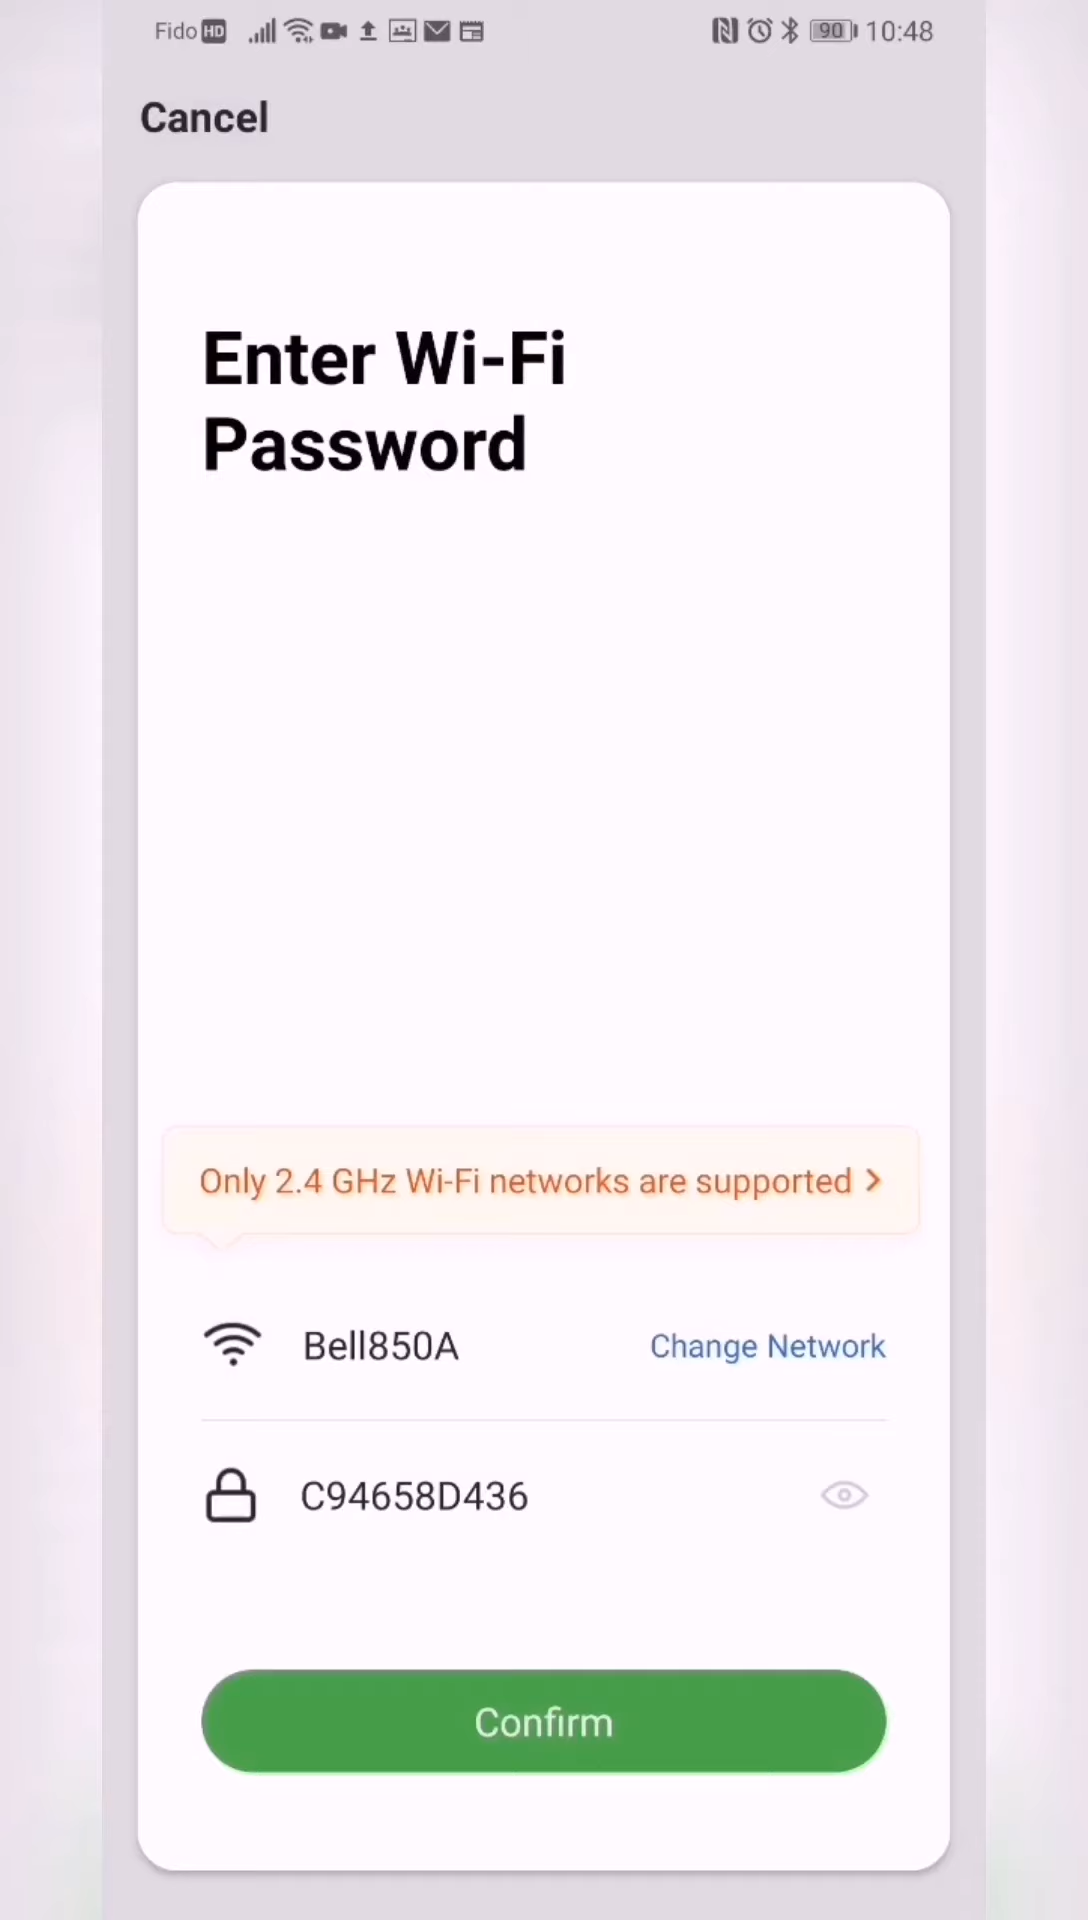 Fido HD 90 10:48
Cancel
Enter Wi-Fi
Password
Only 2.4 GHz Wi-Fi networks are supported >
Bell850A Change Network
C94658D436
Confirm